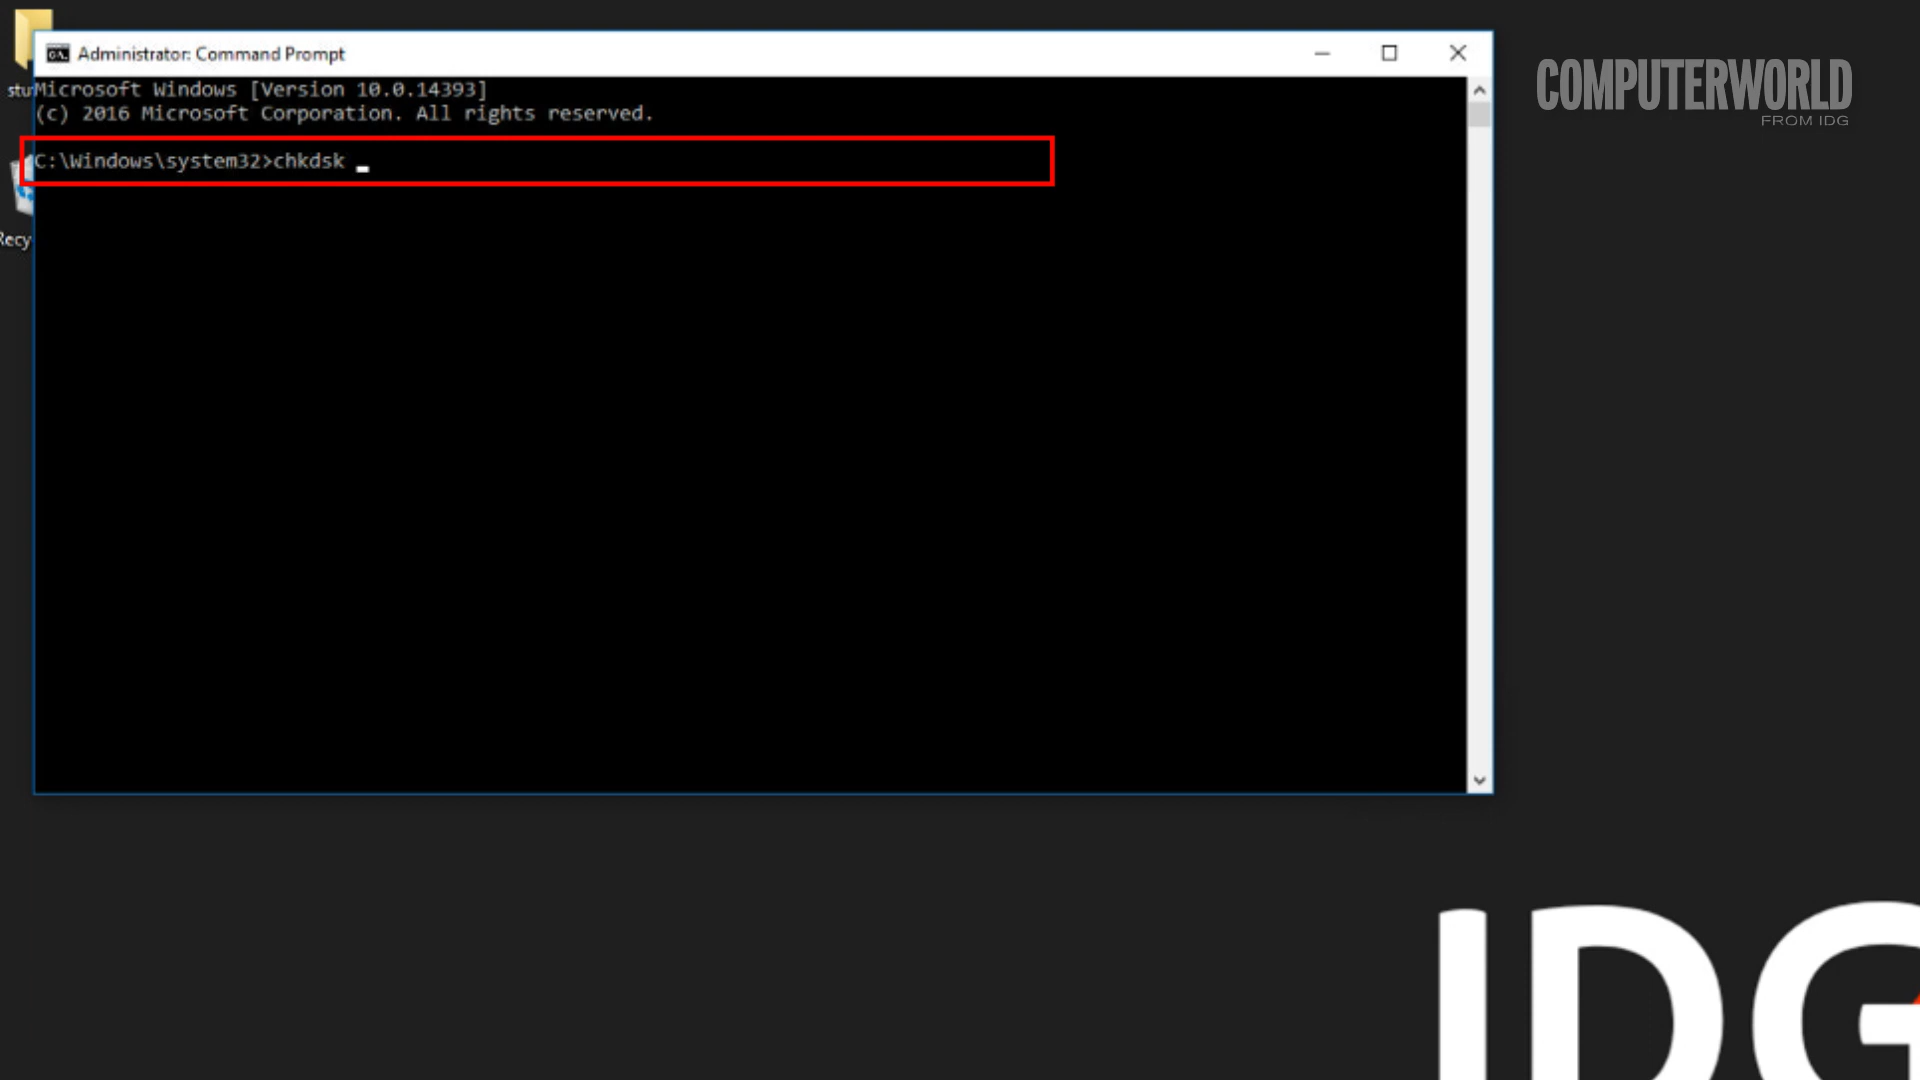 Administrator: Command Prompt
Microsoft Windows [Version 10.0.14393]
(c) 2016 Microsoft Corporation. All rights reserved.
C:\Windows\system32>chkdsk
stu
Recy
COMPUTERWORLD
FROM IDG
IDG